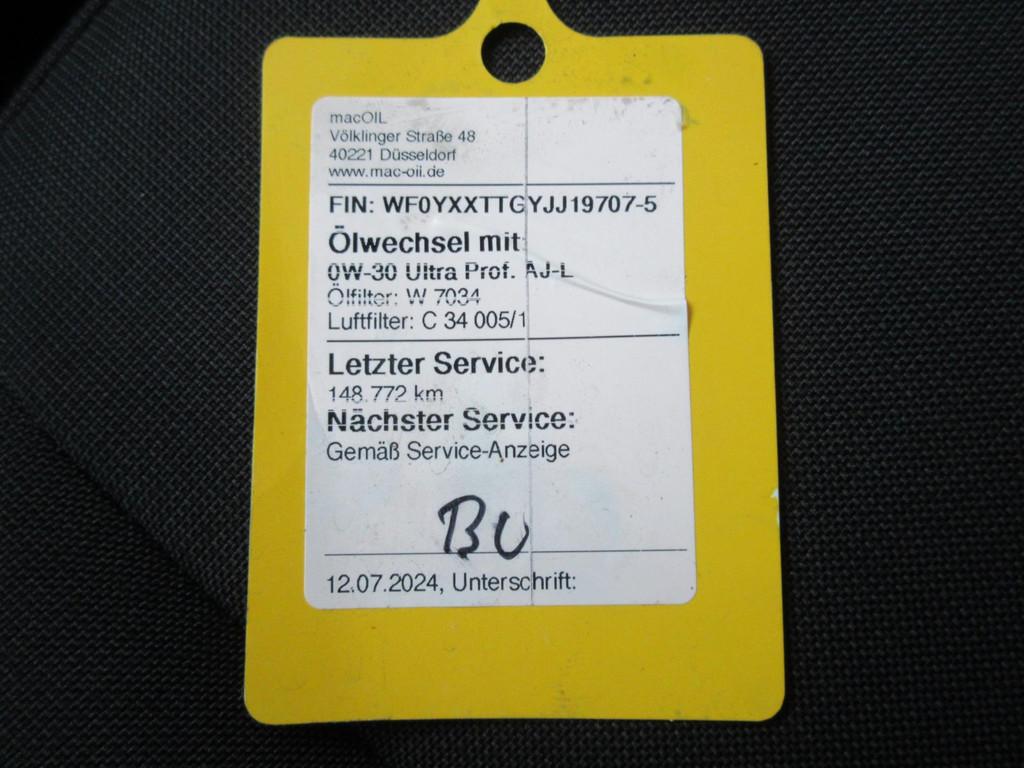 macOIL
Völklinger Straße 48
40221 Düsseldorf
www.mac-oil.de
FIN: WF0YXXTTGYJJ19707-5
Ölwechsel mit
0W-30 Ultra Prof. AJ-L
Ölfilter: W 7034
Luftfilter: C 34 005/1
Letzter Service:
148.772 km
Nächster Service:
Gemäß Service-Anzeige
BU
12.07.2024, Unterschrift: